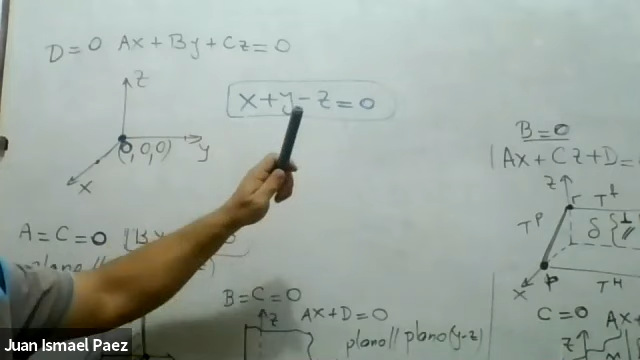 D=0 Ax+By+Cz=0
z
(0,0,0)
y
x
x+y-z=0
A=C=0
plano //
B=C=0
Ax+D=0
z
plano // plano(y-z)
B=0
Ax+Cz+D=
z
r
T^p
δ
x
p
T^H
C=0
z
Juan Ismael Paez